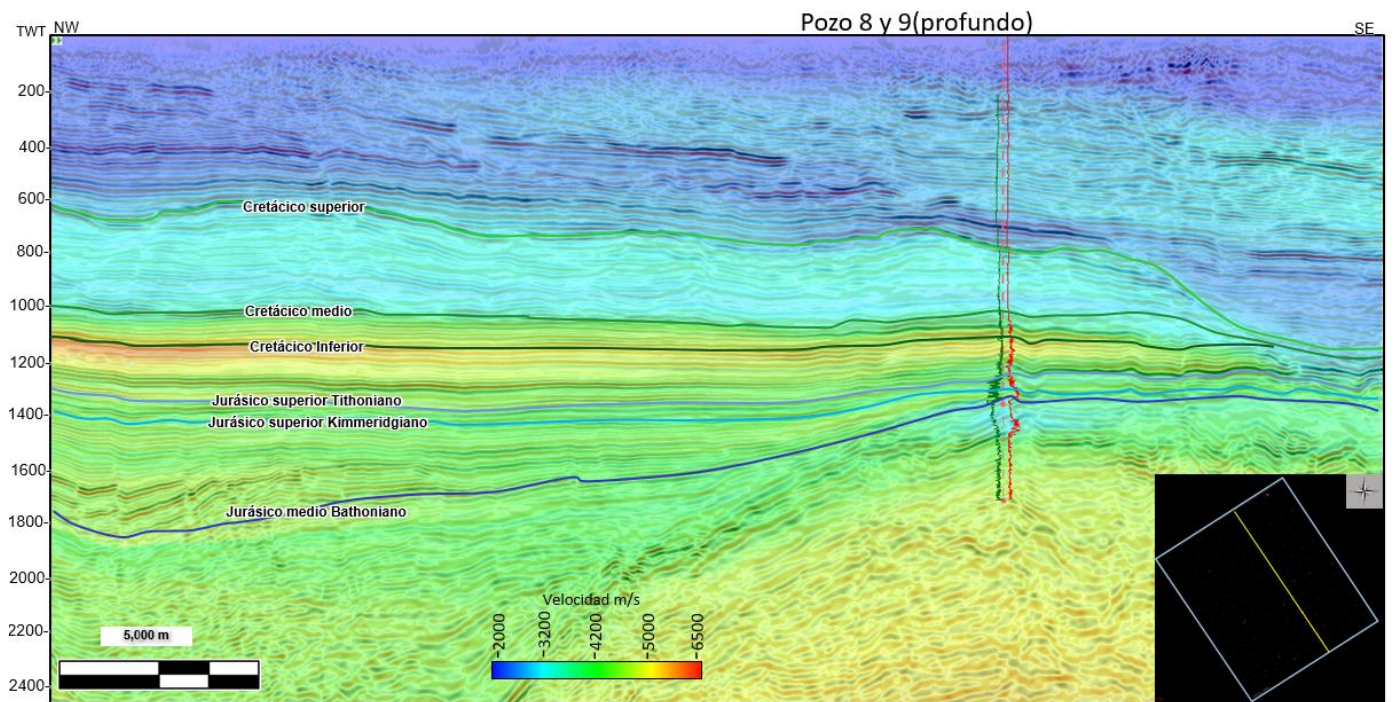 Pozo 8 y 9(profundo)
TWT NW SE
200
400
600
Cretácico superior
800
1000
Cretácico medio
Cretácico Inferior
1200
Jurásico superior Tithoniano
1400
Jurásico superior Kimmeridgiano
1600
Jurásico medio Bathoniano
1800
2000
Velocidad m/s
2200
5,000 m
2000 3200 4200 5000 6500
2400